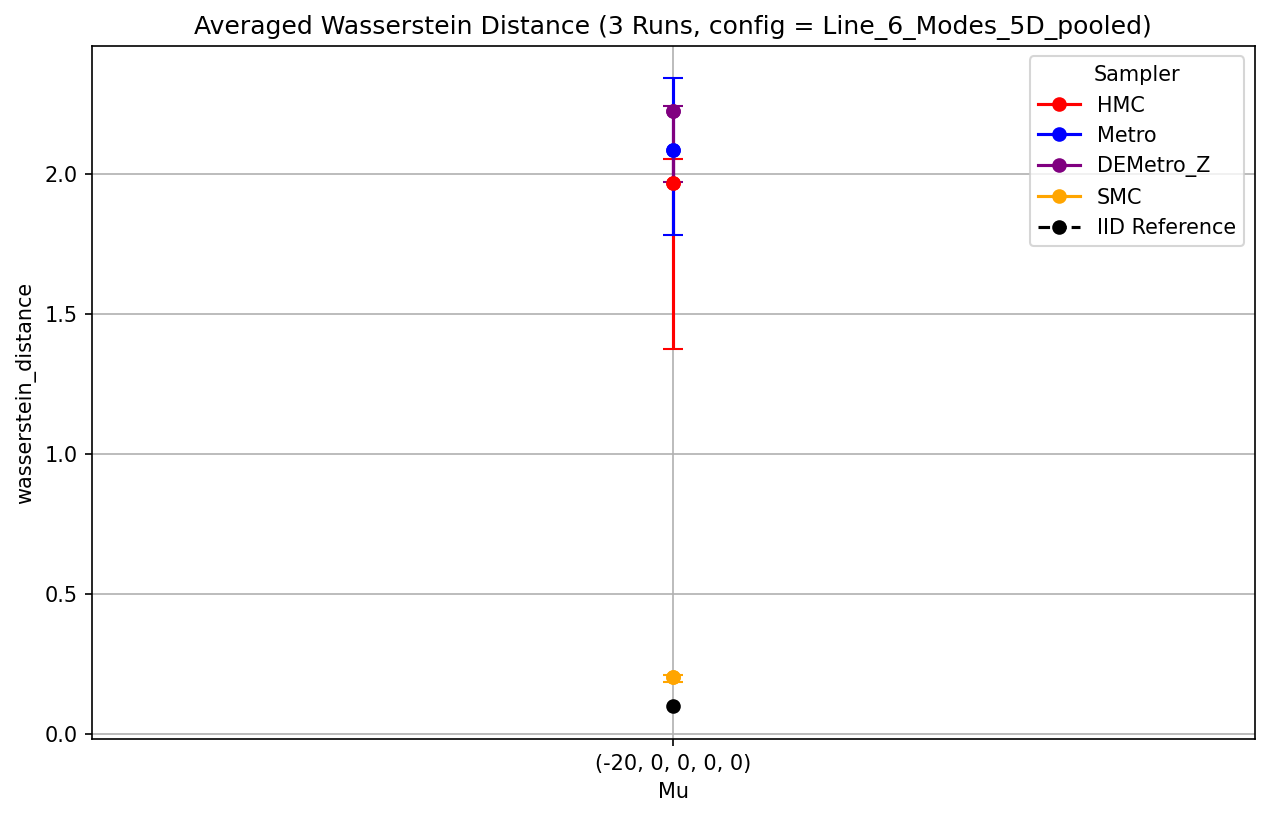 Averaged Wasserstein Distance (3 Runs, config = Line_6_Modes_5D_pooled)
Sampler
HMC
Metro
DEMetro_Z
SMC
IID Reference
wasserstein_distance
2.0
1.5
1.0
0.5
0.0
(-20, 0, 0, 0, 0)
Mu